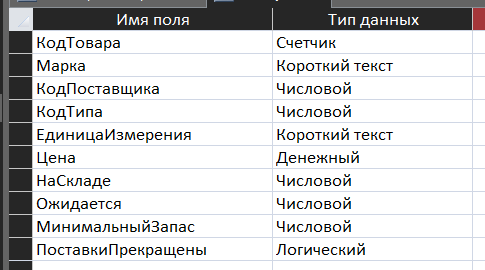 Имя поля Тип данных
КодТовара Счетчик
Марка Короткий текст
КодПоставщика Числовой
КодТипа Числовой
ЕдиницаИзмерения Короткий текст
Цена Денежный
НаСкладе Числовой
Ожидается Числовой
МинимальныйЗапас Числовой
ПоставкиПрекращены Логический